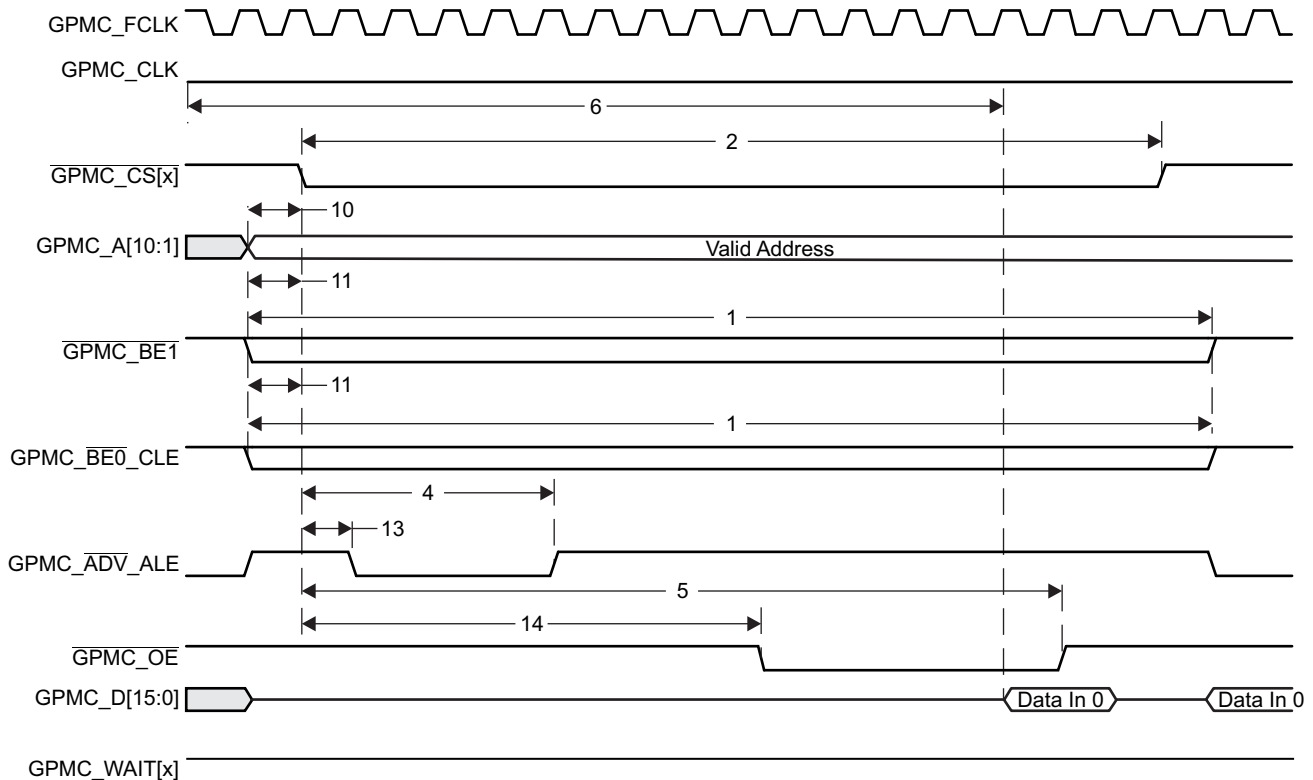 GPMC_FCLK
GPMC_CLK
6
2
GPMC_CS[x]
10
GPMC_A[10:1]
Valid Address
11
1
GPMC_BE1
11
1
GPMC_BE0_CLE
4
13
GPMC_ADV_ALE
5
14
GPMC_OE
GPMC_D[15:0]
Data In 0
Data In 0
GPMC_WAIT[x]